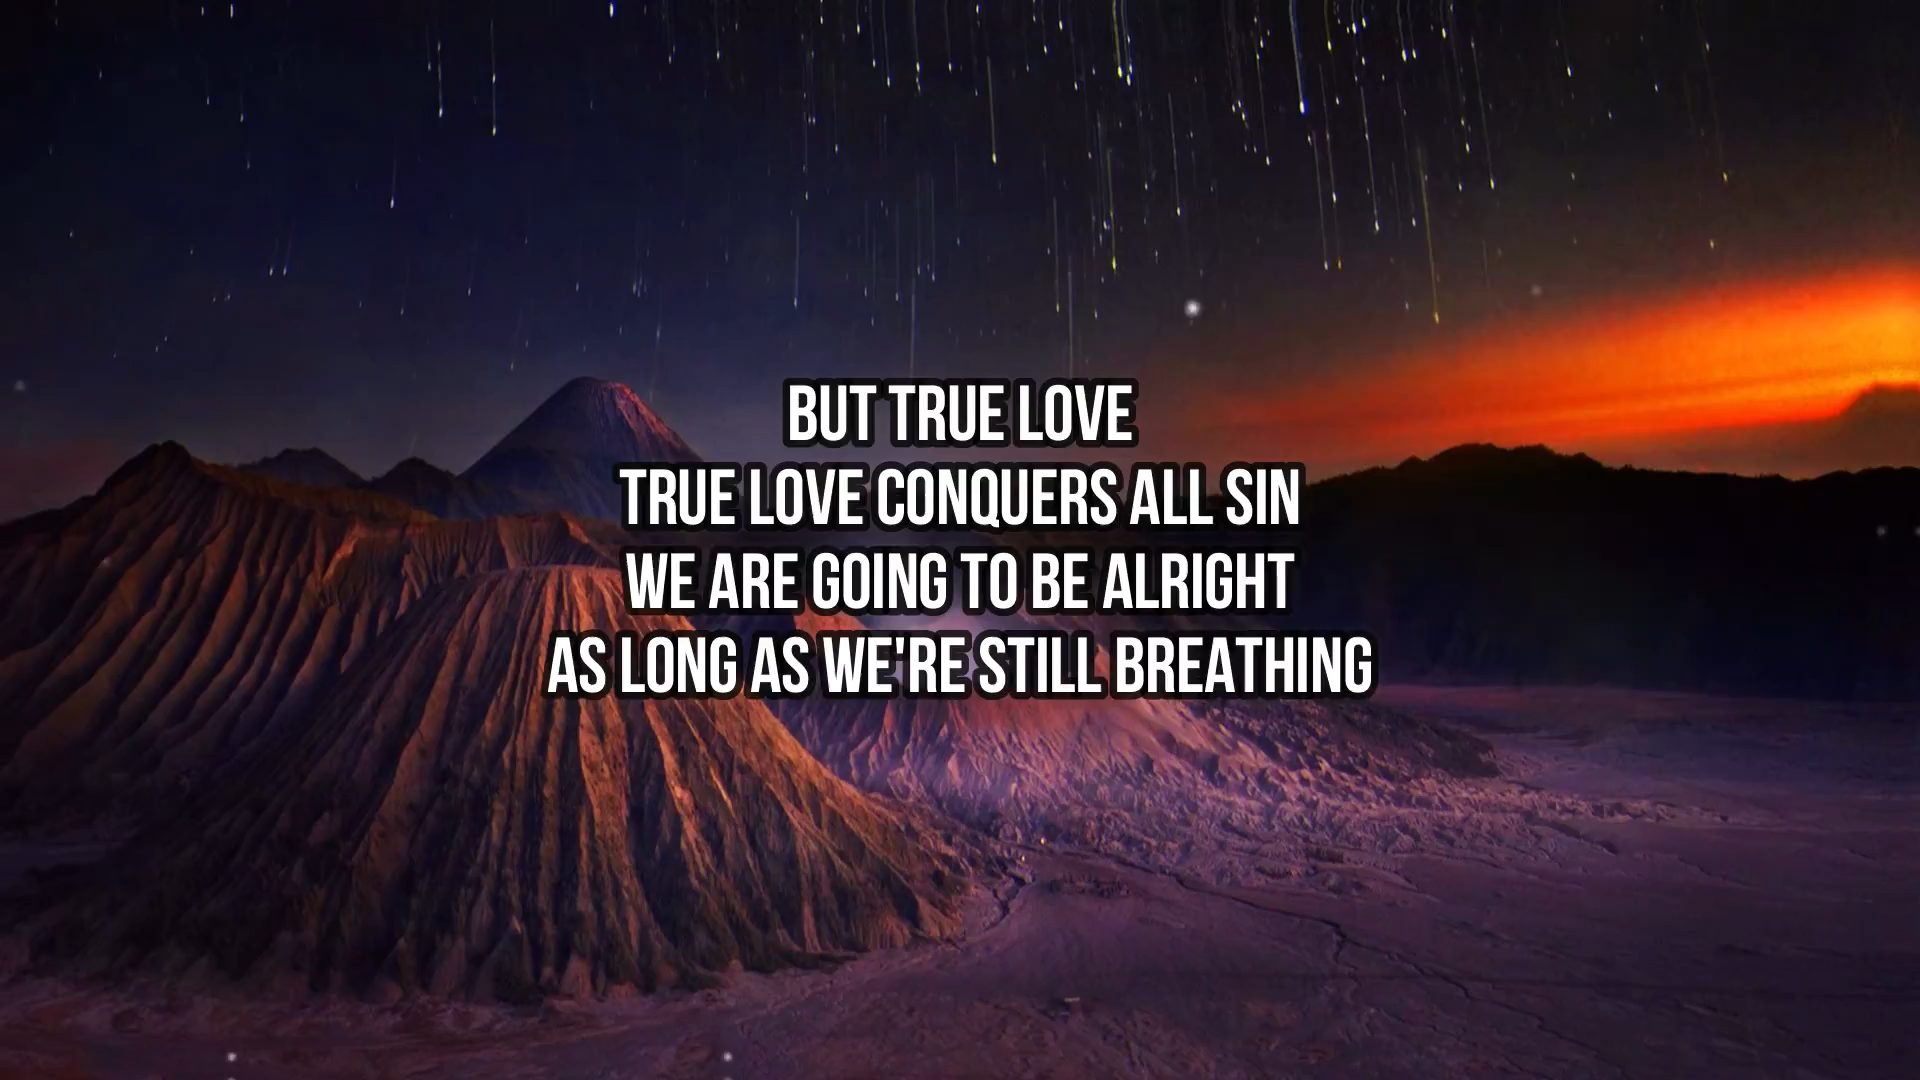 BUT TRUE LOVE
TRUE LOVE CONQUERS ALL SIN
WE ARE GOING TO BE ALRIGHT
AS LONG AS WE'RE STILL BREATHING